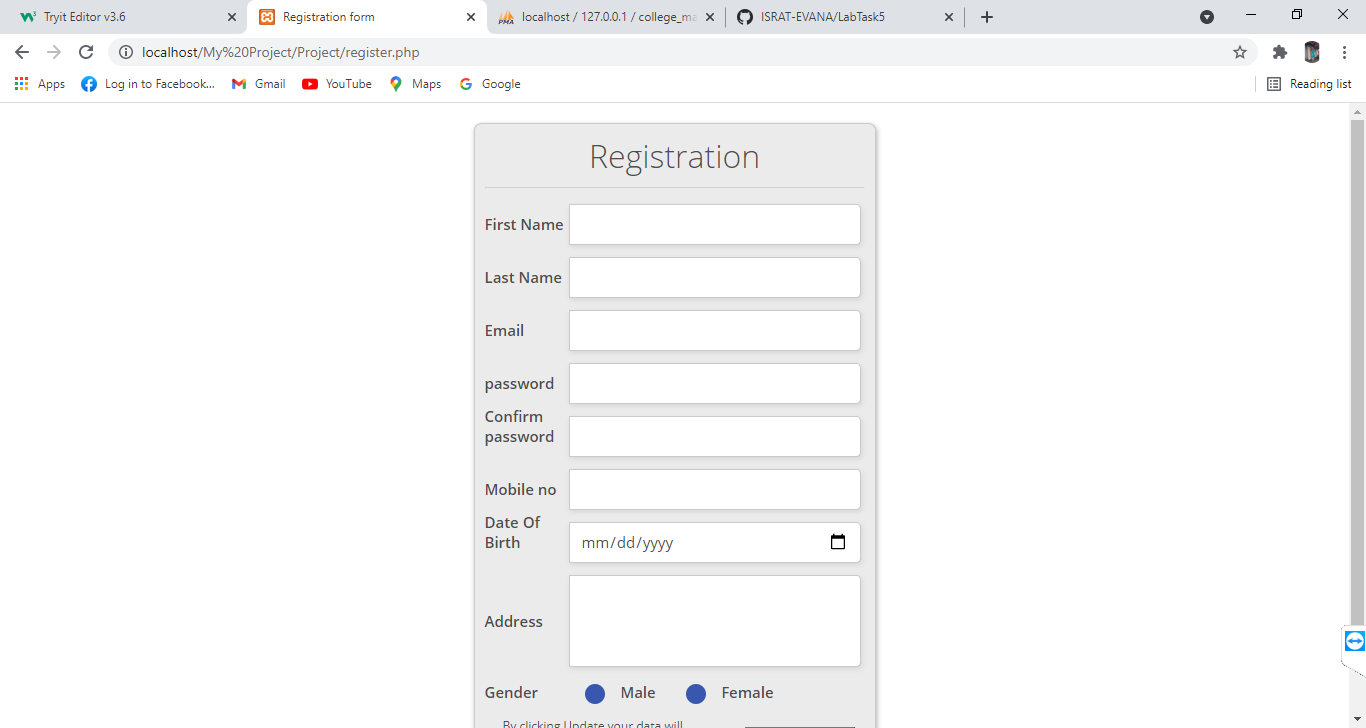 Tryit Editor v3.6
Registration form
localhost / 127.0.0.1 / college_ma
ISRAT-EVANA/LabTask5
localhost/My%20Project/Project/register.php
Apps
Log in to Facebook...
Gmail
YouTube
Maps
Google
Reading list
Registration
First Name
Last Name
Email
password
Confirm
password
Mobile no
Date Of
Birth
mm/dd/yyyy
Address
Gender
Male
Female
By clicking Update your data will